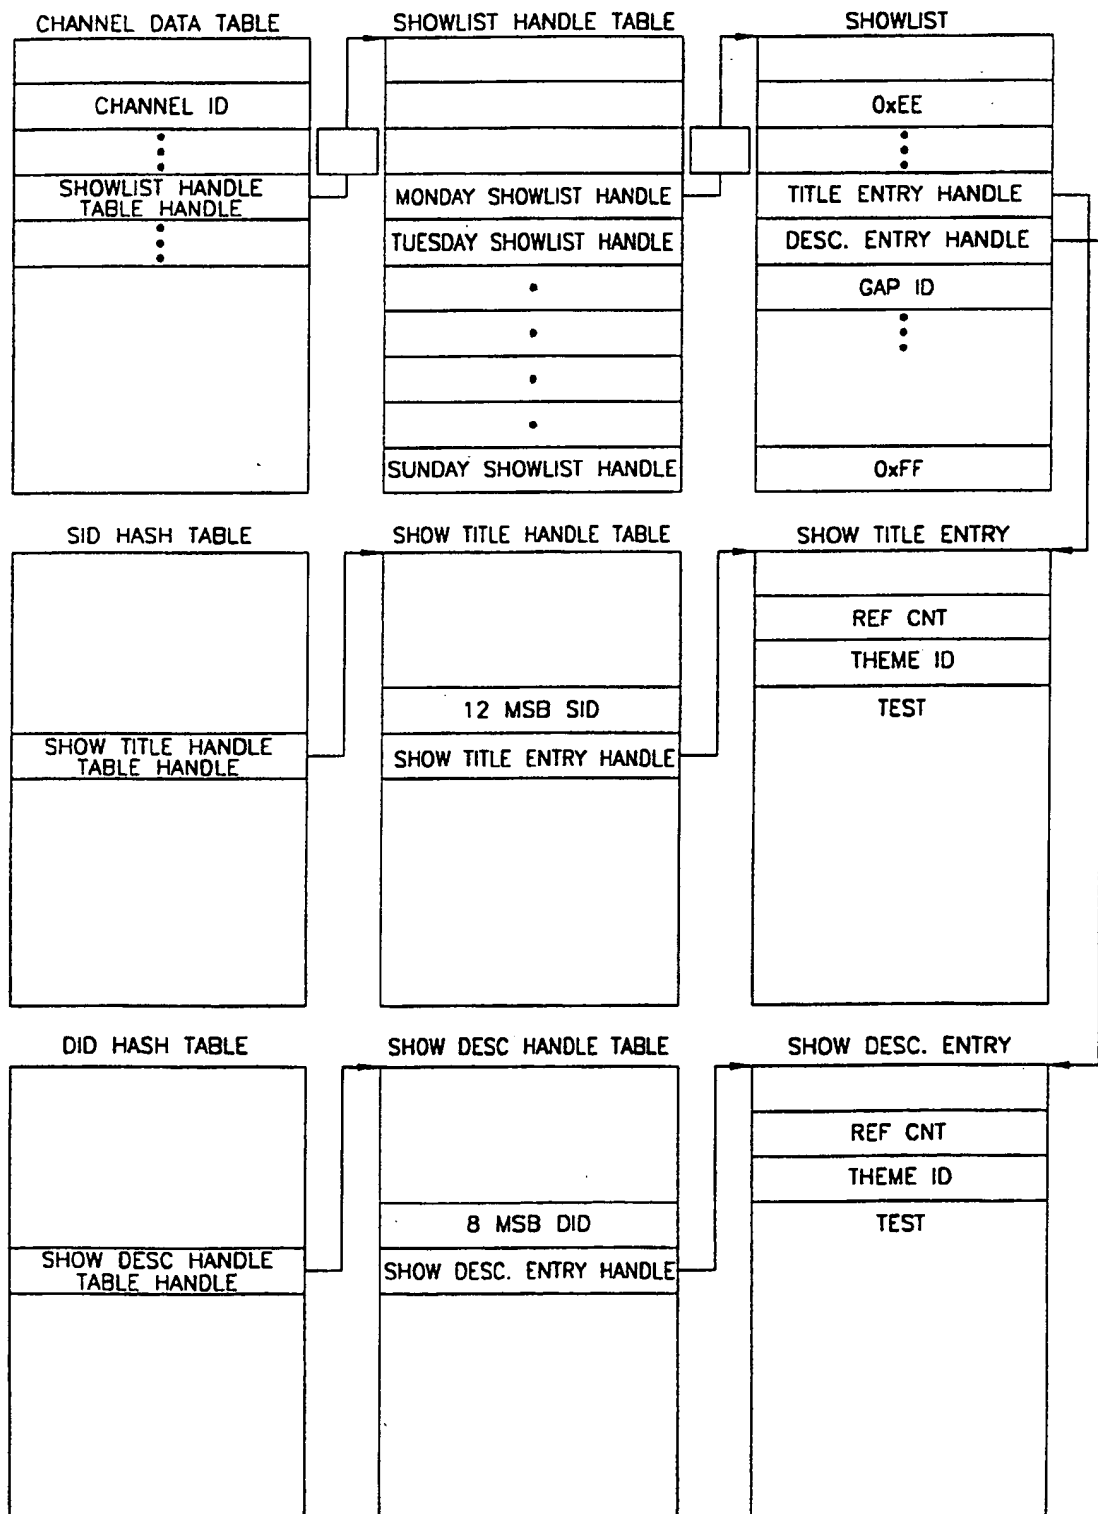 CHANNEL DATA TABLE
CHANNEL ID
SHOWLIST HANDLE
TABLE HANDLE
SHOWLIST HANDLE TABLE
MONDAY SHOWLIST HANDLE
TUESDAY SHOWLIST HANDLE
SUNDAY SHOWLIST HANDLE
SHOWLIST
0xEE
TITLE ENTRY HANDLE
DESC. ENTRY HANDLE
GAP ID
0xFF
SID HASH TABLE
SHOW TITLE HANDLE
TABLE HANDLE
SHOW TITLE HANDLE TABLE
12 MSB SID
SHOW TITLE ENTRY HANDLE
SHOW TITLE ENTRY
REF CNT
THEME ID
TEST
DID HASH TABLE
SHOW DESC HANDLE
TABLE HANDLE
SHOW DESC HANDLE TABLE
8 MSB DID
SHOW DESC. ENTRY HANDLE
SHOW DESC. ENTRY
REF CNT
THEME ID
TEST